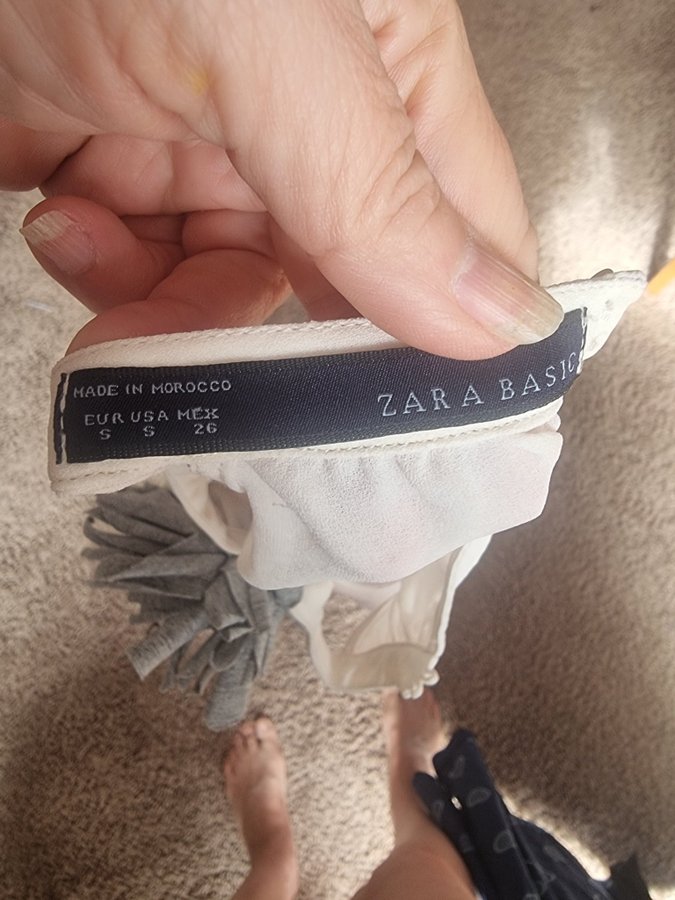 MADE IN MOROCCO
EUR USA MEX
S S 26
ZARA BASIC